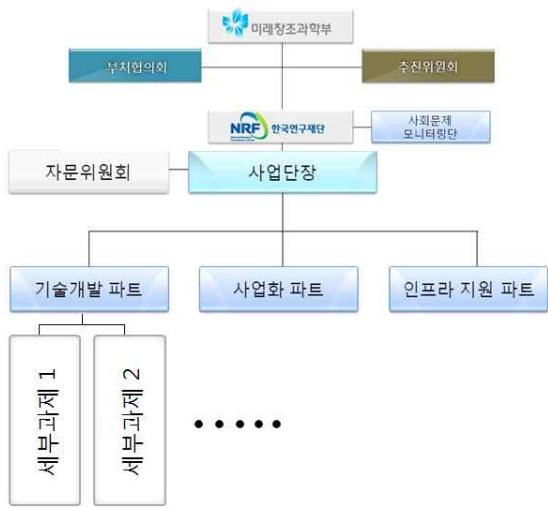 미래창조과학부
부처협의회
추진위원회
NRF 한국연구재단
사회문제
모니터링단
자문위원회
사업단장
기술개발 파트
사업화 파트
인프라 지원 파트
세부과제 1
세부과제 2
•••••